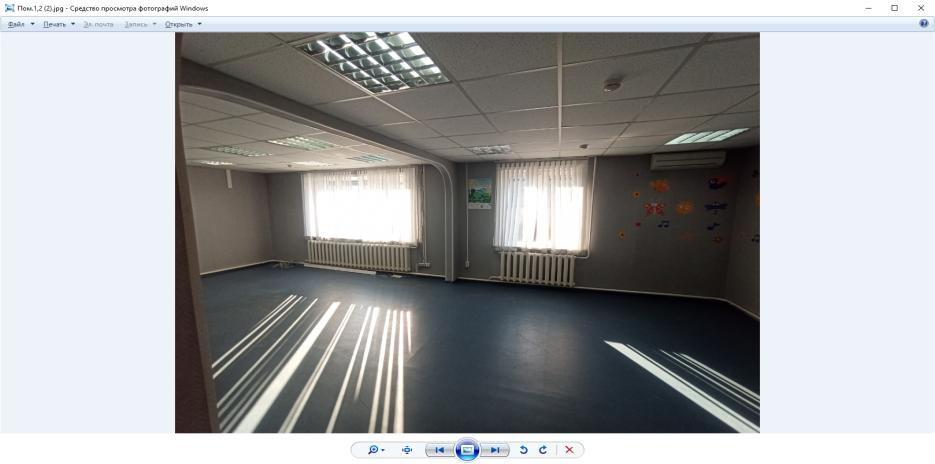 Пом.1,2 (2).jpg - Средство просмотра фотографий Windows
Файл Печать Эл. почта Запись Открыть